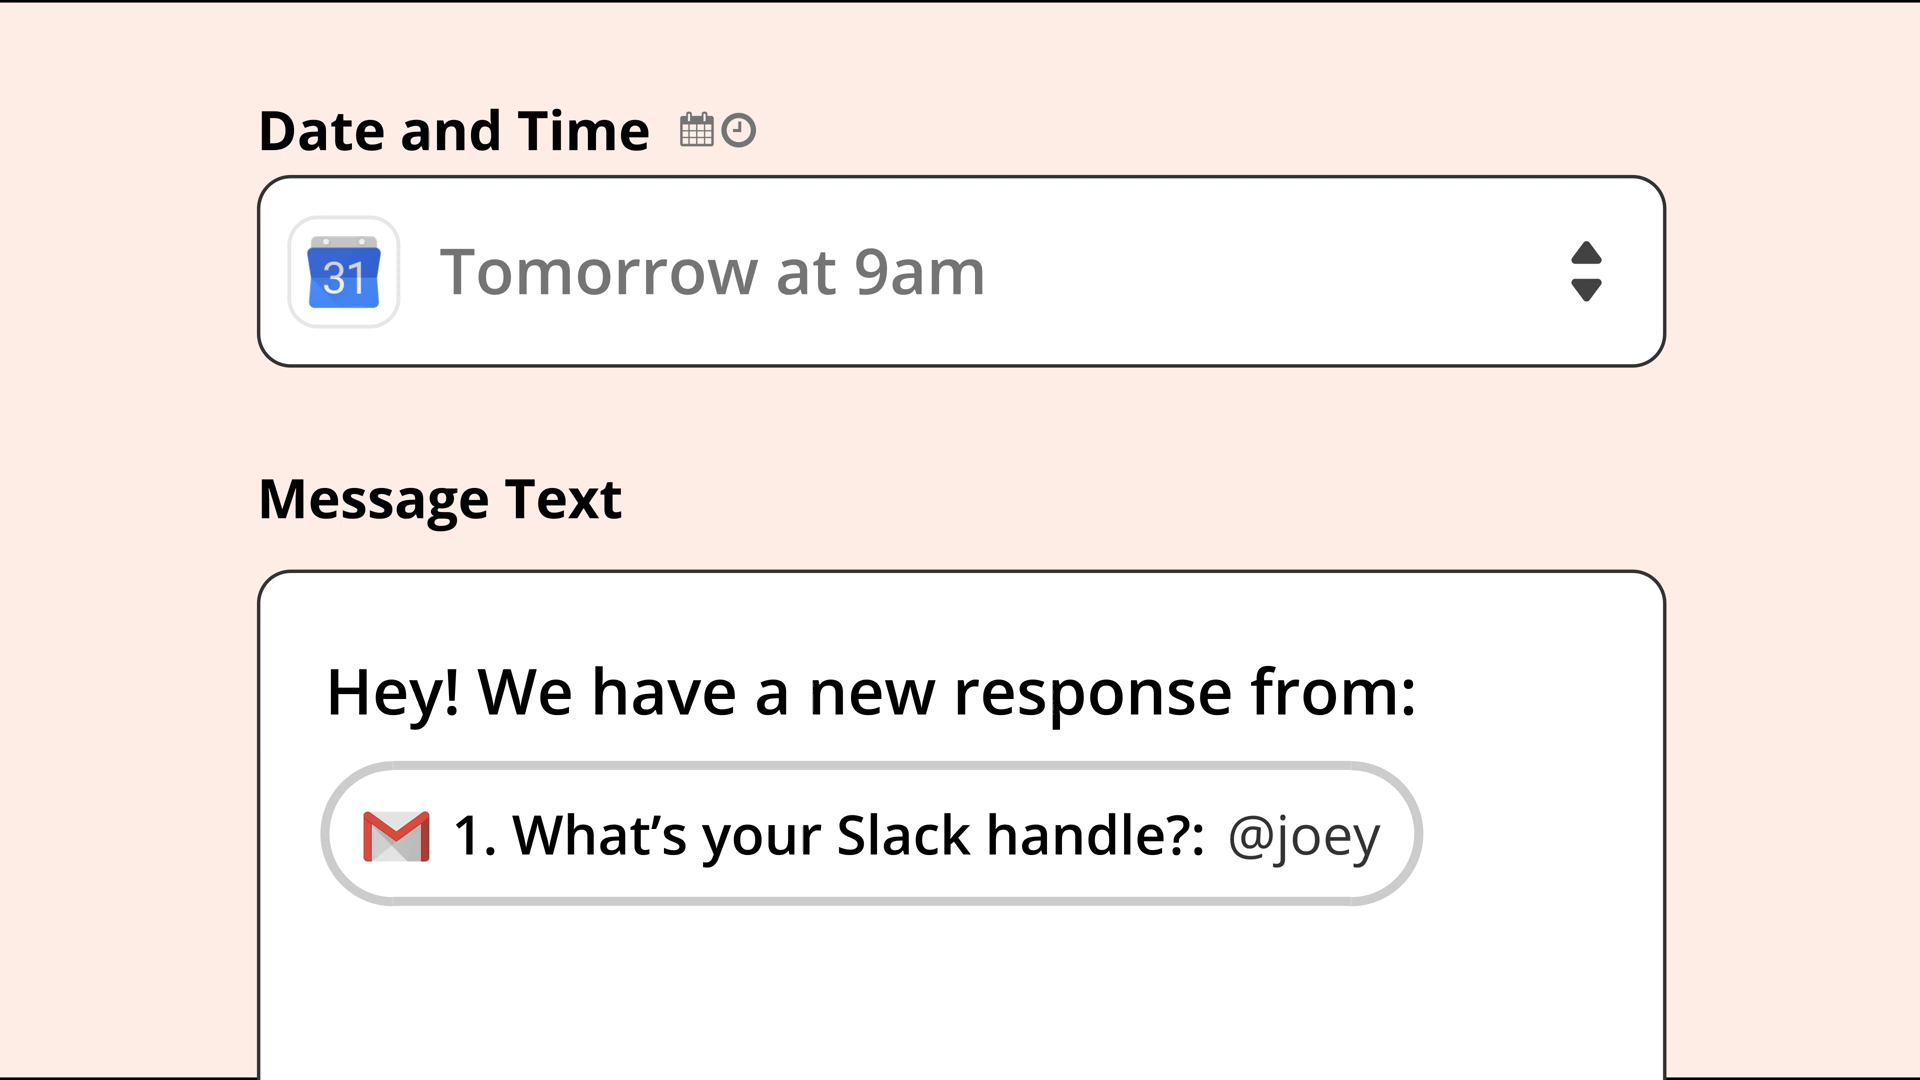 Date and Time
31
Tomorrow at 9am
Message Text
Hey! We have a new response from:
1. What’s your Slack handle?: @joey